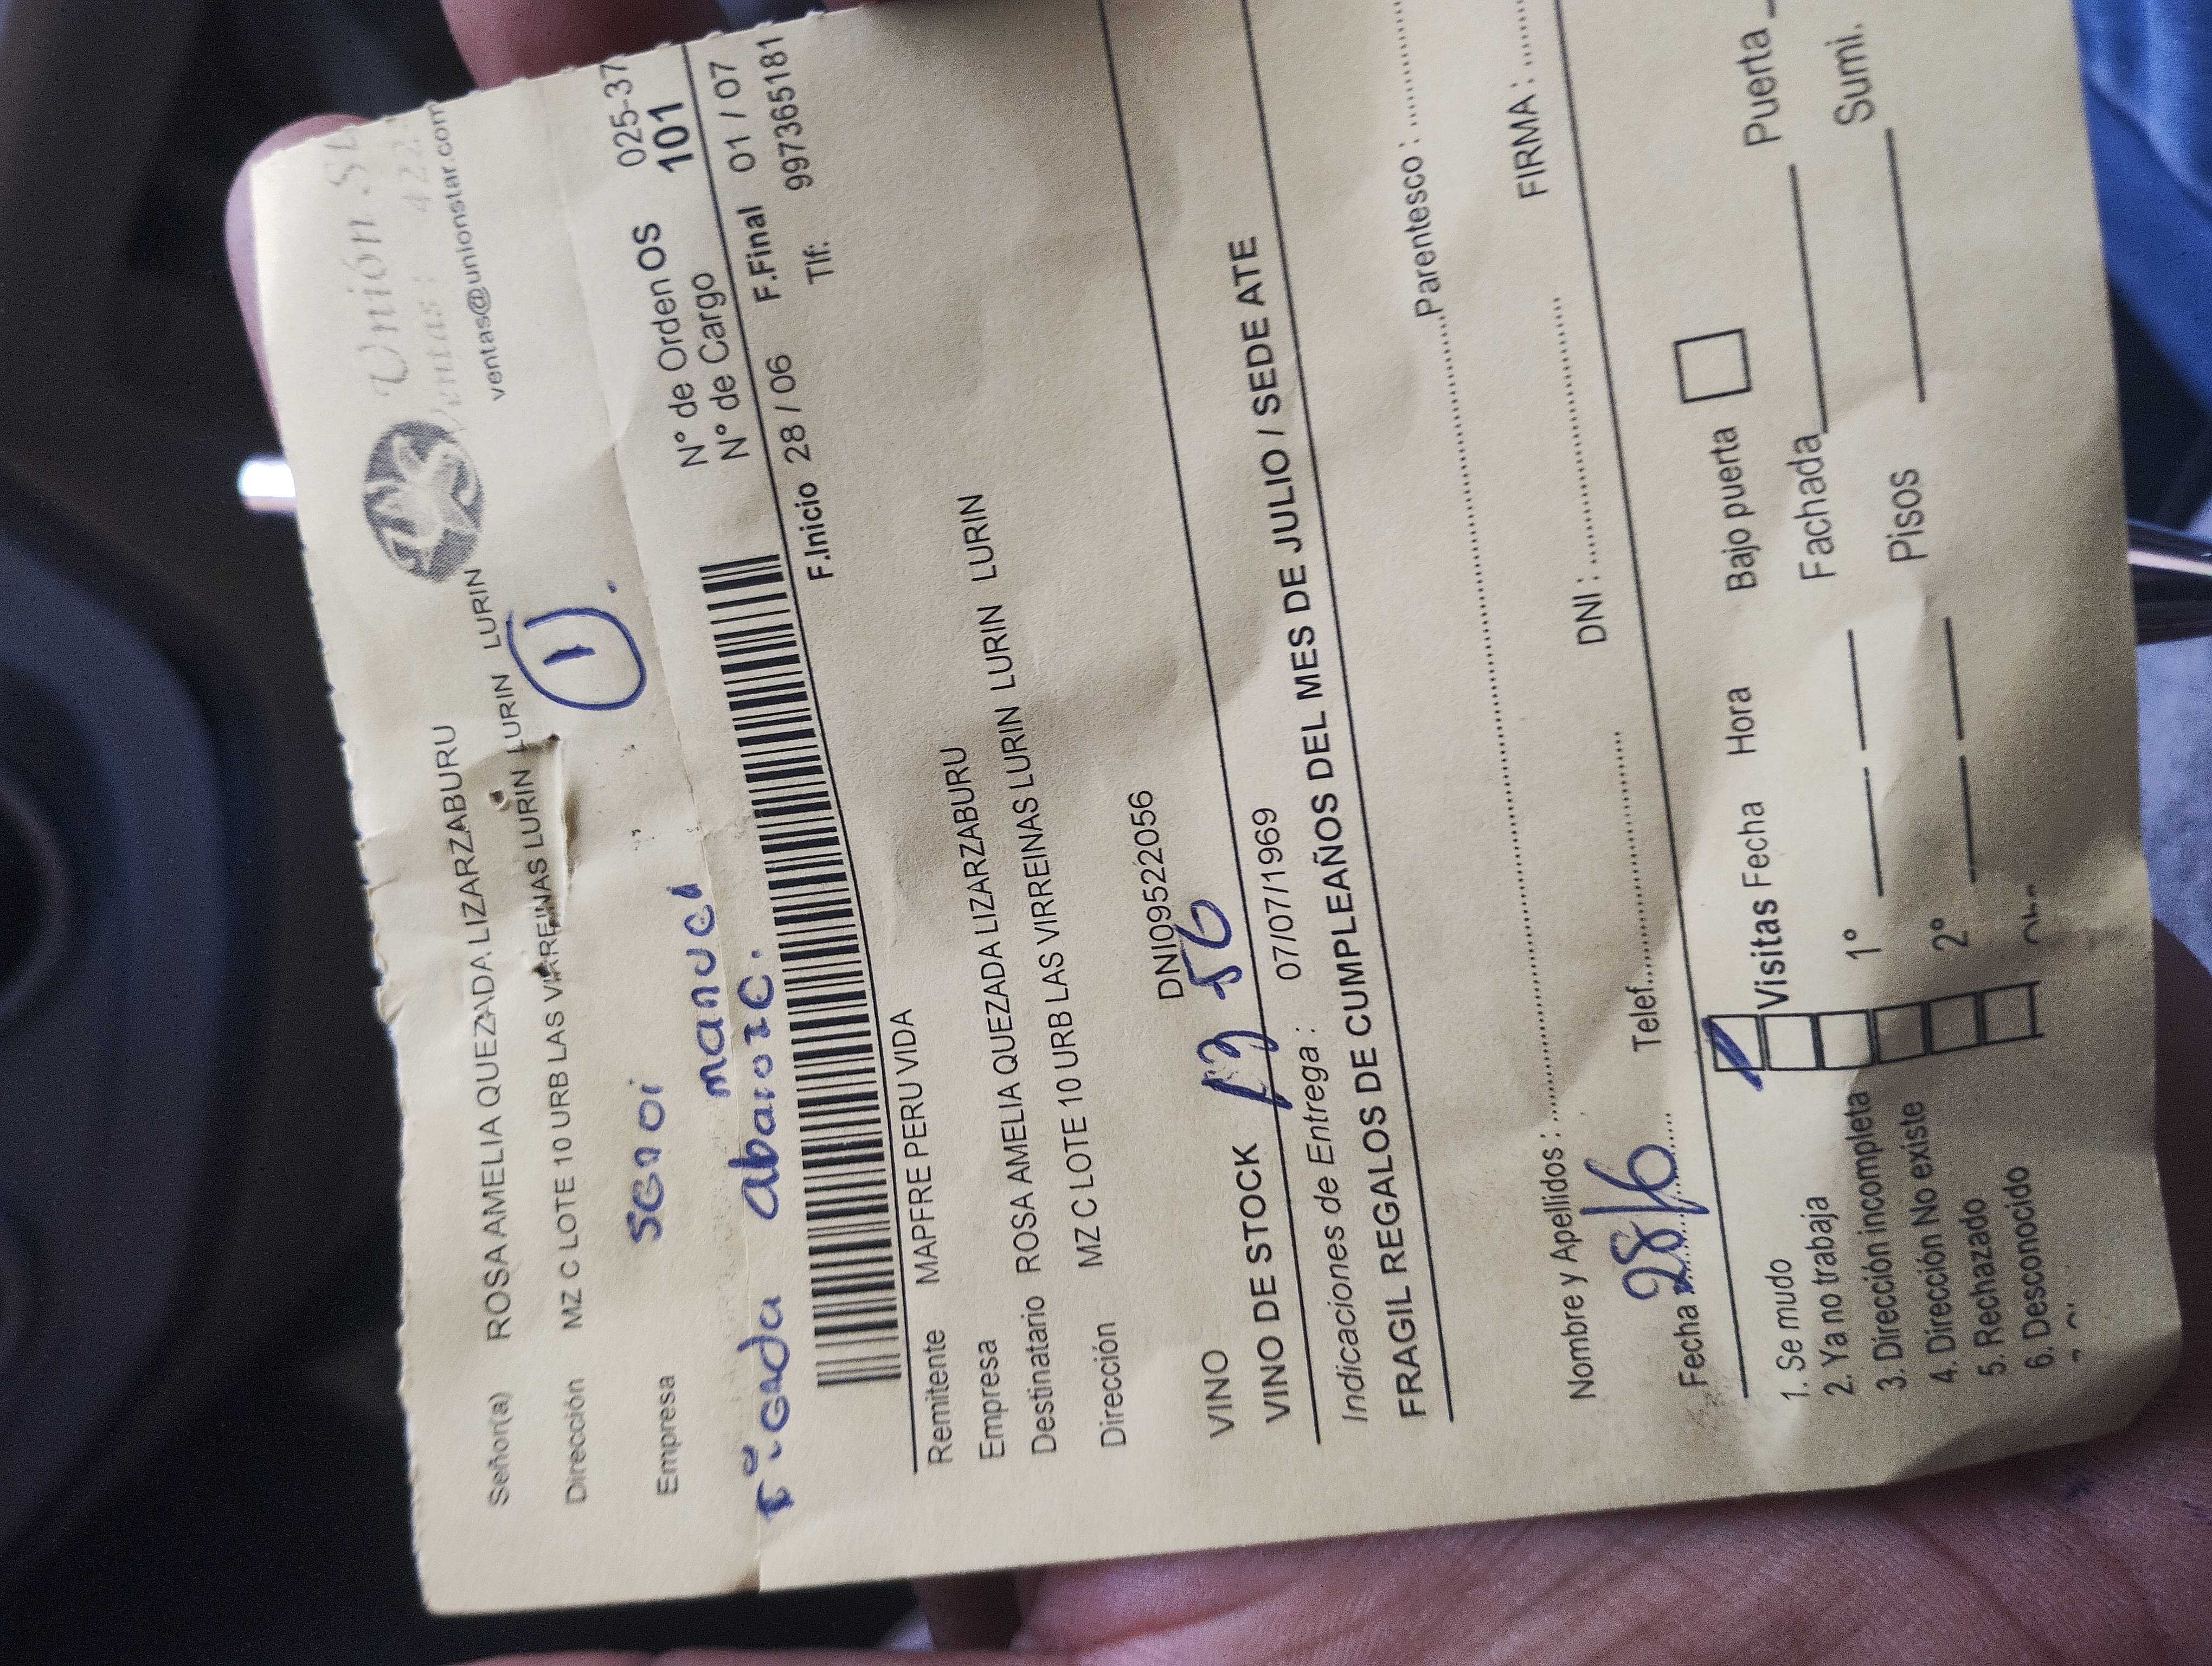 Señor(a) ROSA AMELIA QUEZADA LIZARZABURU
Unión
Ventas: 422
ventas@unionstar.com
Dirección MZ C LOTE 10 URB LAS VIRREINAS LURIN LURIN LURIN
1
Empresa
manuel
N° de Orden OS 025-37
N° de Cargo 101
F.Inicio 28 / 06 F.Final 01 / 07
Tlf: 997365181
Remitente MAPFRE PERU VIDA
Empresa
Destinatario ROSA AMELIA QUEZADA LIZARZABURU
Dirección MZ C LOTE 10 URB LAS VIRREINAS LURIN LURIN LURIN
DNI09522056
VINO
VINO DE STOCK
56
Indicaciones de Entrega : 07/07/1969
FRAGIL REGALOS DE CUMPLEAÑOS DEL MES DE JULIO / SEDE ATE
Nombre y Apellidos : Parentesco :
Fecha 28/6 Telef. DNI : FIRMA :
1. Se mudo
2. Ya no trabaja
3. Dirección incompleta
4. Dirección No existe
5. Rechazado
6. Desconocido
Visitas Fecha Hora
1°
2°
Bajo puerta Puerta
Fachada
Pisos Sumi.